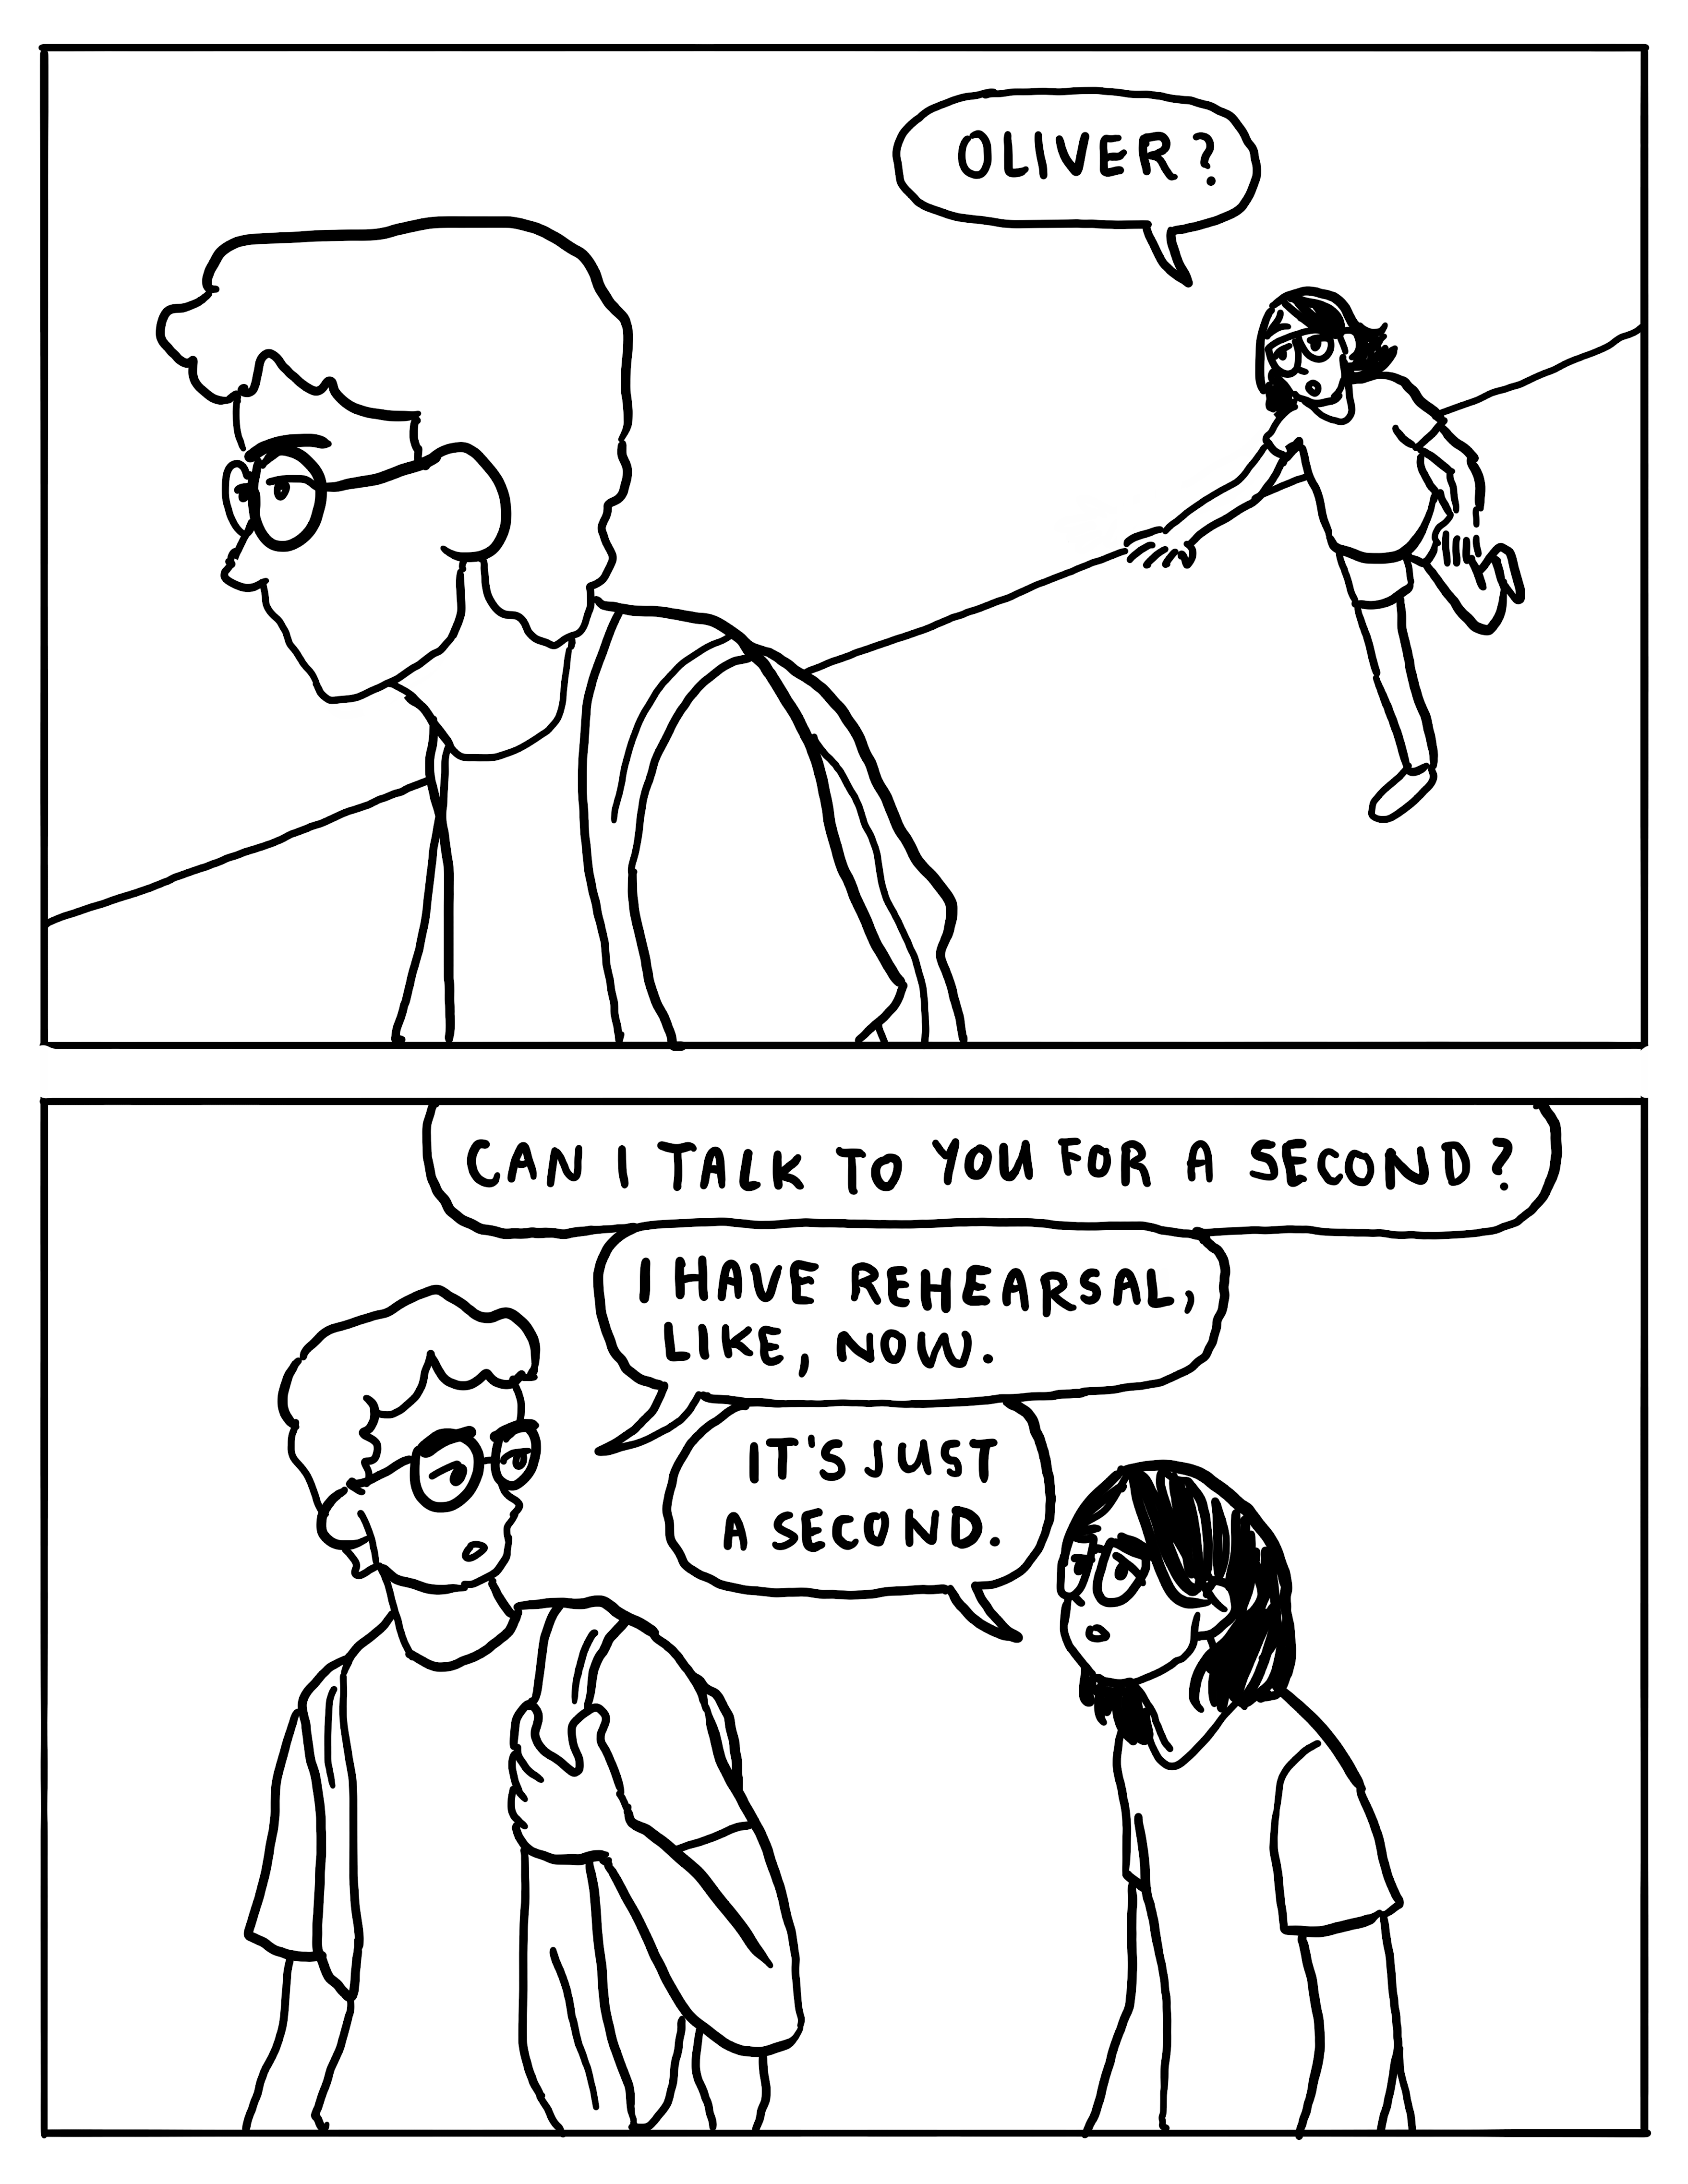 OLIVER?
CAN I TALK TO YOU FOR A SECOND?
I HAVE REHEARSAL,
LIKE, NOW.
IT'S JUST
A SECOND.